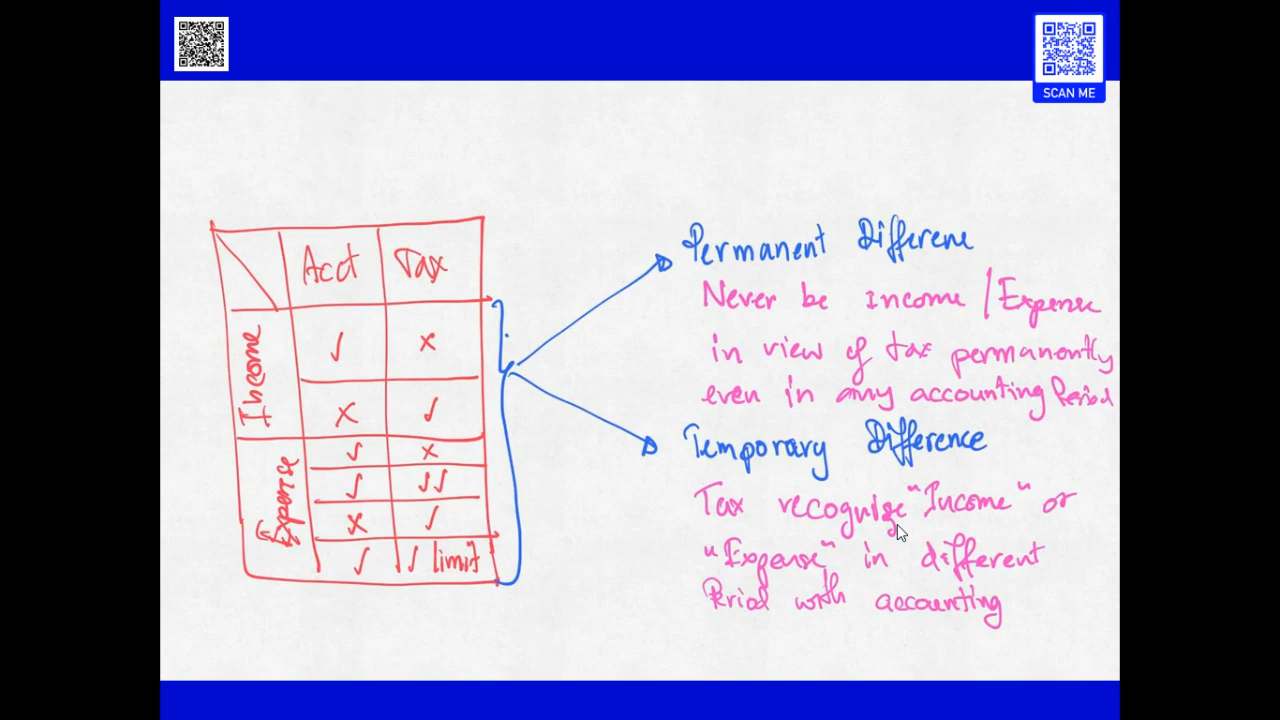 SCAN ME
Acct Tax
Income
✓ x
x ✓
Expense
✓ x
✓ ✓✓
x ✓
✓ ✓ limit
Permanent Differene
Never be income / Expense
in view of tax permanently
even in any accounting Period
Temporary Difference
Tax recognize "Income" or
"Expense" in different
Period with accounting